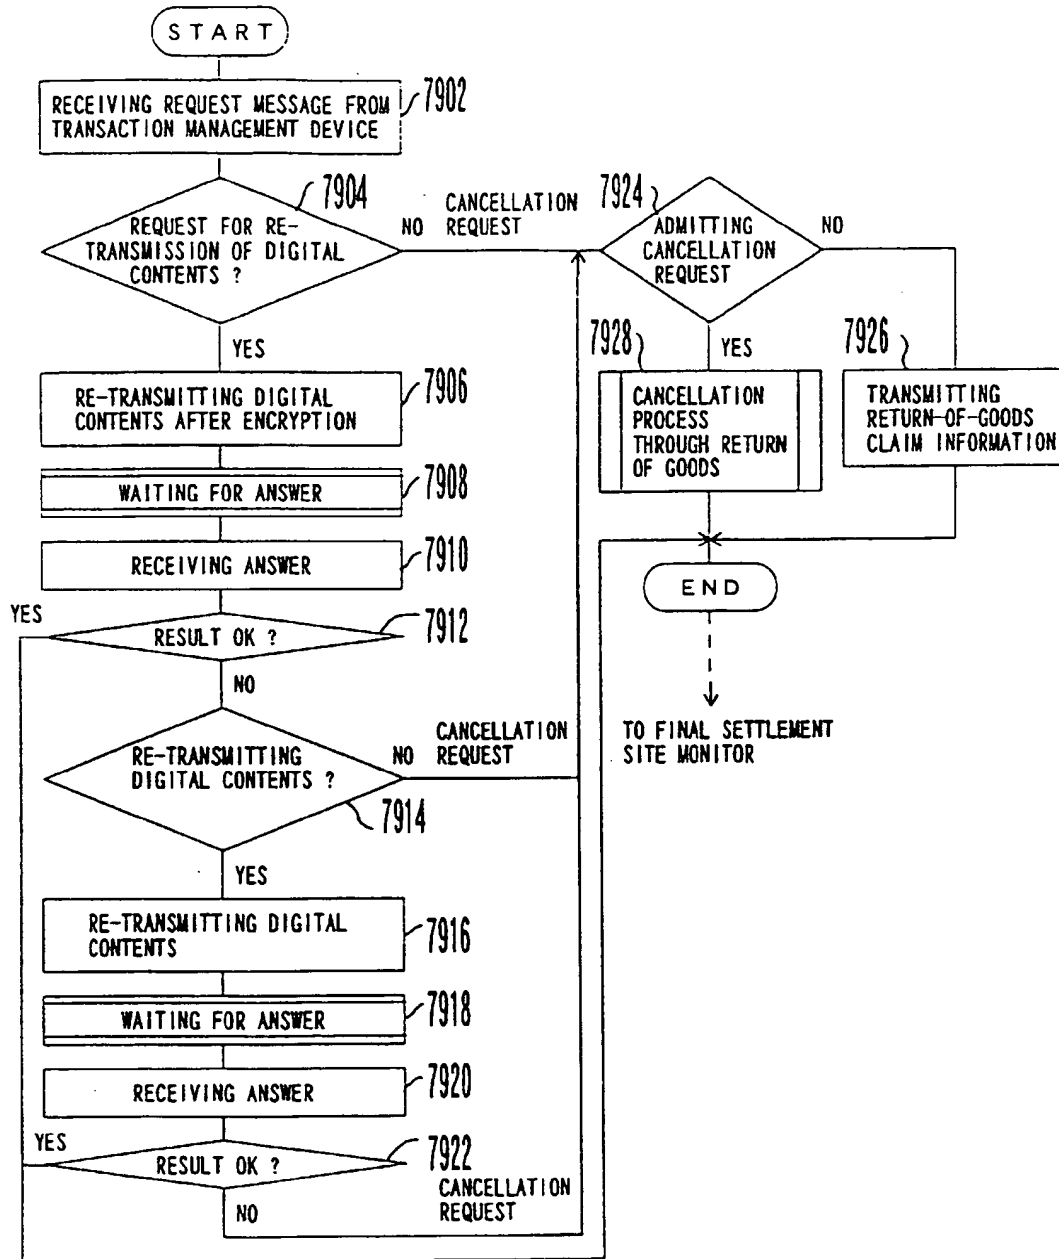 START
RECEIVING REQUEST MESSAGE FROM
TRANSACTION MANAGEMENT DEVICE
7902
7904
REQUEST FOR RE-
TRANSMISSION OF DIGITAL
CONTENTS ?
NO
CANCELLATION
REQUEST
YES
7924
ADMITTING
CANCELLATION
REQUEST
NO
YES
7928
CANCELLATION
PROCESS
THROUGH RETURN
OF GOODS
7926
TRANSMITTING
RETURN-OF-GOODS
CLAIM INFORMATION
RE-TRANSMITTING DIGITAL
CONTENTS AFTER ENCRYPTION
7906
WAITING FOR ANSWER
7908
RECEIVING ANSWER
7910
END
YES
RESULT OK ?
7912
NO
TO FINAL SETTLEMENT
SITE MONITOR
RE-TRANSMITTING
DIGITAL CONTENTS ?
NO
CANCELLATION
REQUEST
7914
YES
RE-TRANSMITTING DIGITAL
CONTENTS
7916
WAITING FOR ANSWER
7918
RECEIVING ANSWER
7920
YES
RESULT OK ?
7922
NO
CANCELLATION
REQUEST